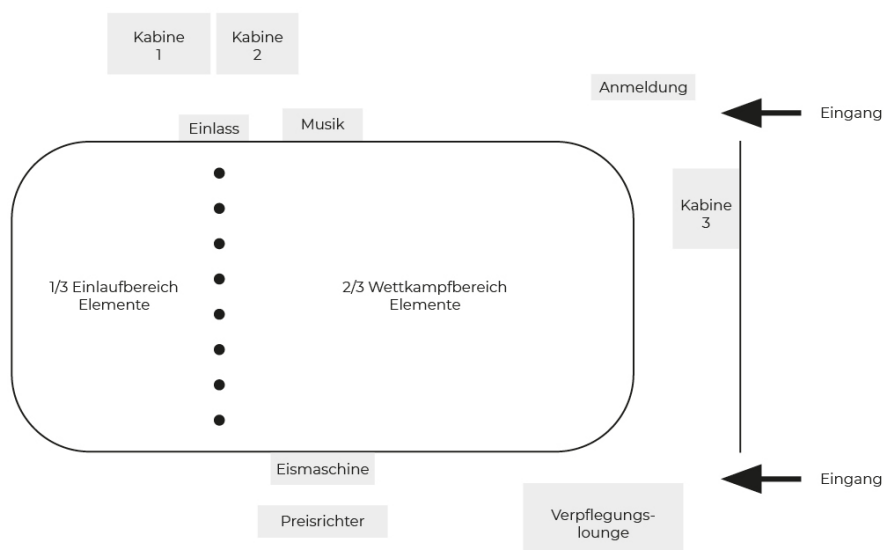 Kabine
1
Kabine
2
Anmeldung
Eingang
Einlass
Musik
Kabine
3
1/3 Einlaufbereich
Elemente
2/3 Wettkampfbereich
Elemente
Eismaschine
Eingang
Preisrichter
Verpflegungs-
lounge